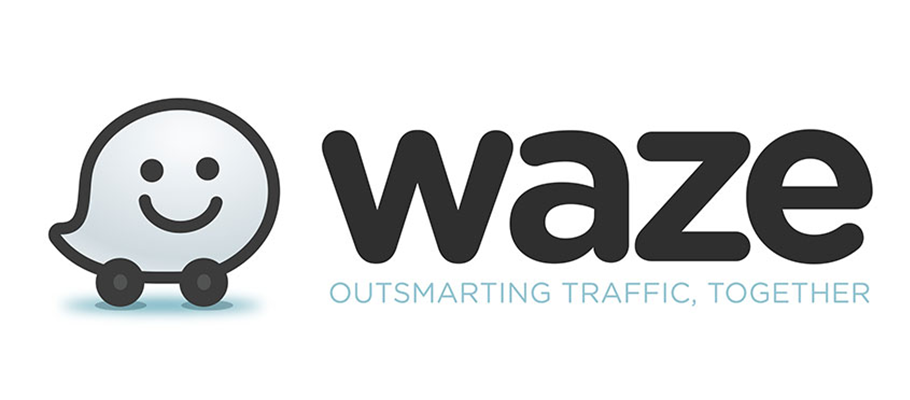 waze
OUTSMARTING TRAFFIC, TOGETHER